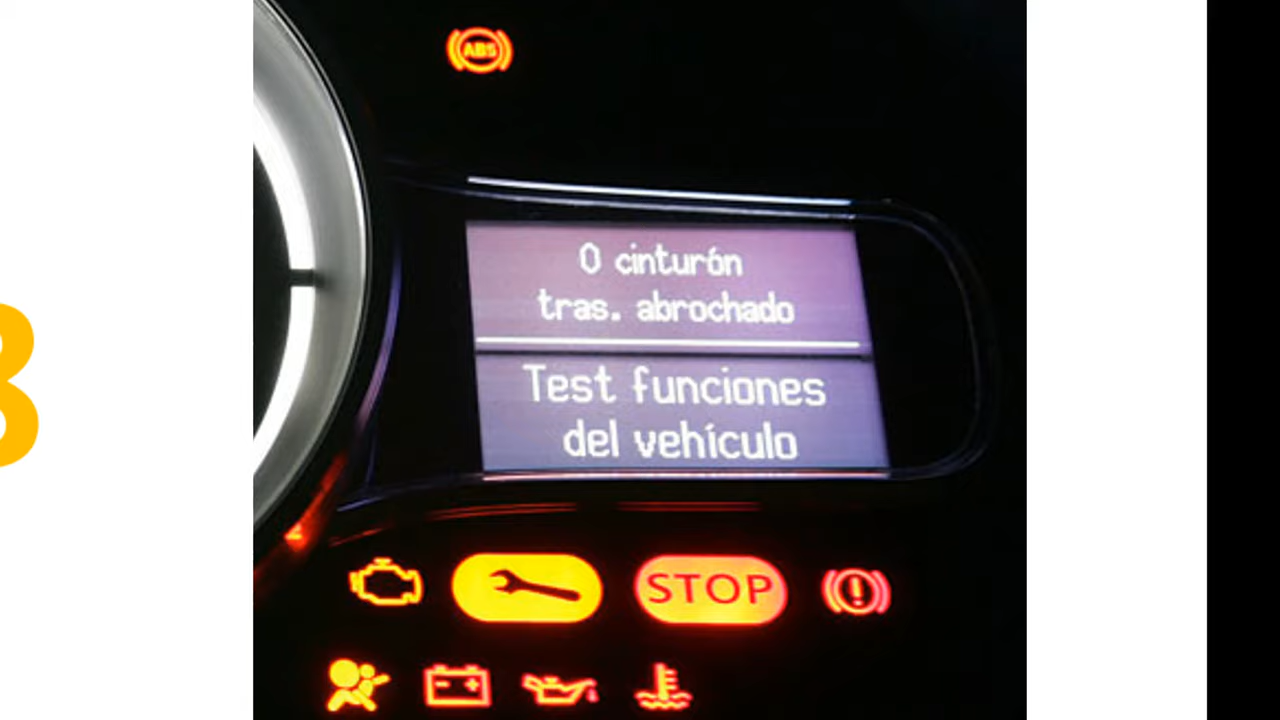 ABS
0 cinturón
tras. abrochado
Test funciones
del vehículo
STOP